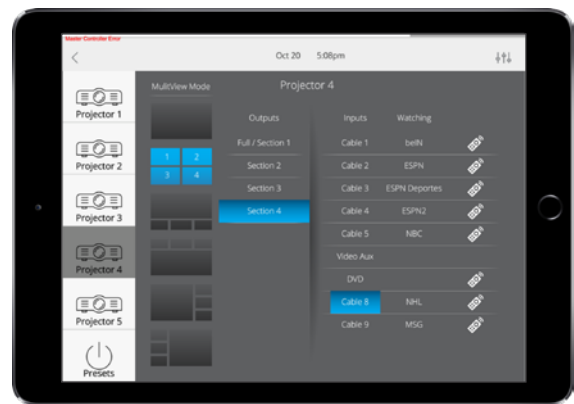 Master Controller Error
Oct 20 5:08pm
Projector 1
Projector 2
Projector 3
Projector 4
Projector 5
Presets
MultiView Mode
1 2
3 4
Projector 4
Outputs
Full / Section 1
Section 2
Section 3
Section 4
Inputs Watching
Cable 1 beIN
Cable 2 ESPN
Cable 3 ESPN Deportes
Cable 4 ESPN2
Cable 5 NBC
Video Aux
DVD
Cable 8 NHL
Cable 9 MSG